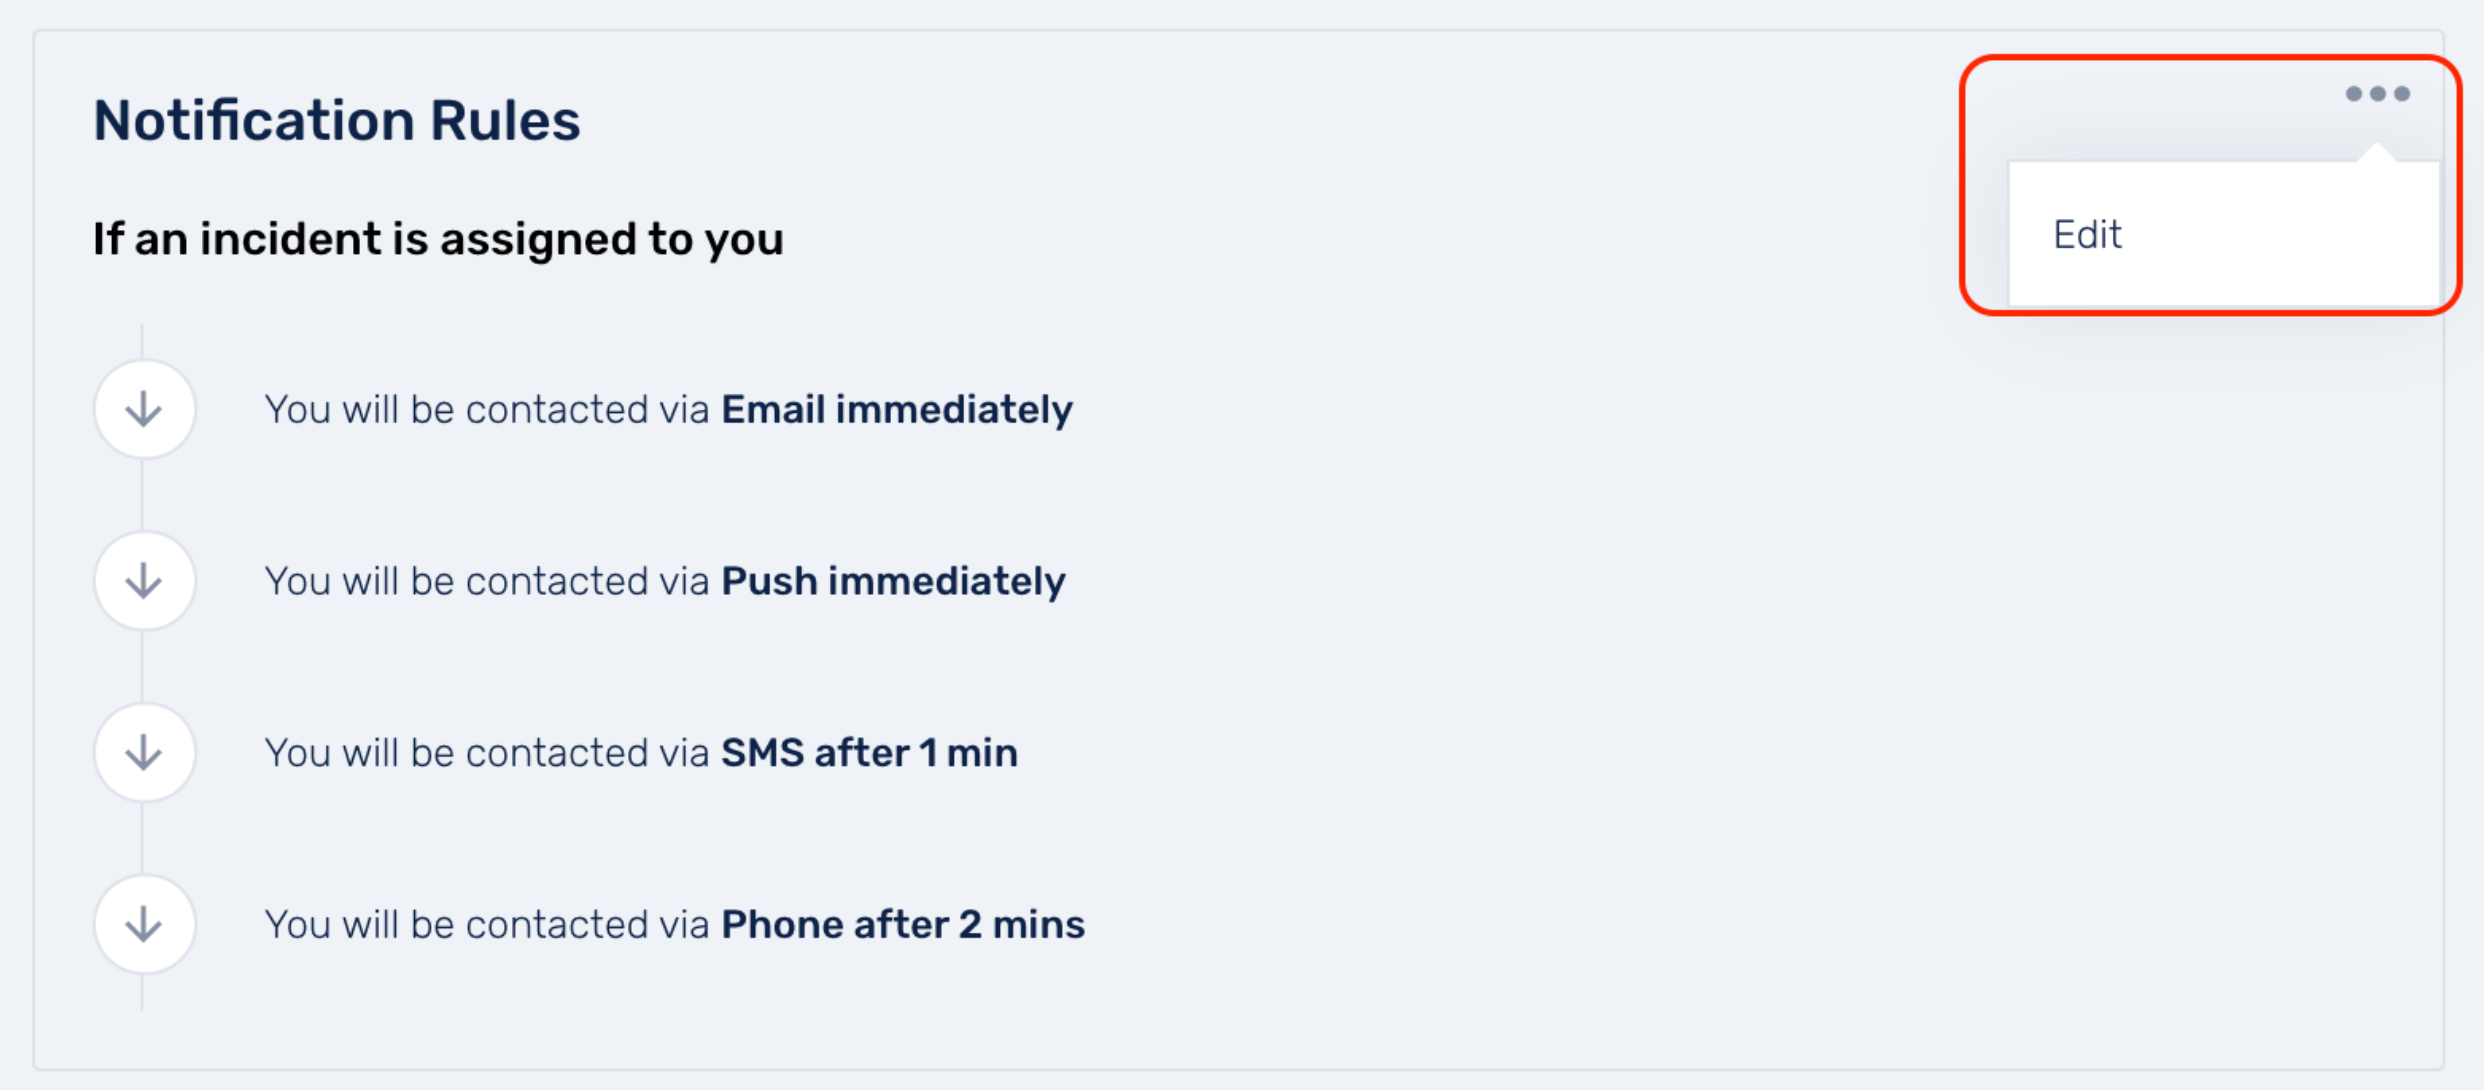 Notification Rules
Edit
If an incident is assigned to you
You will be contacted via Email immediately
You will be contacted via Push immediately
You will be contacted via SMS after 1 min
You will be contacted via Phone after 2 mins